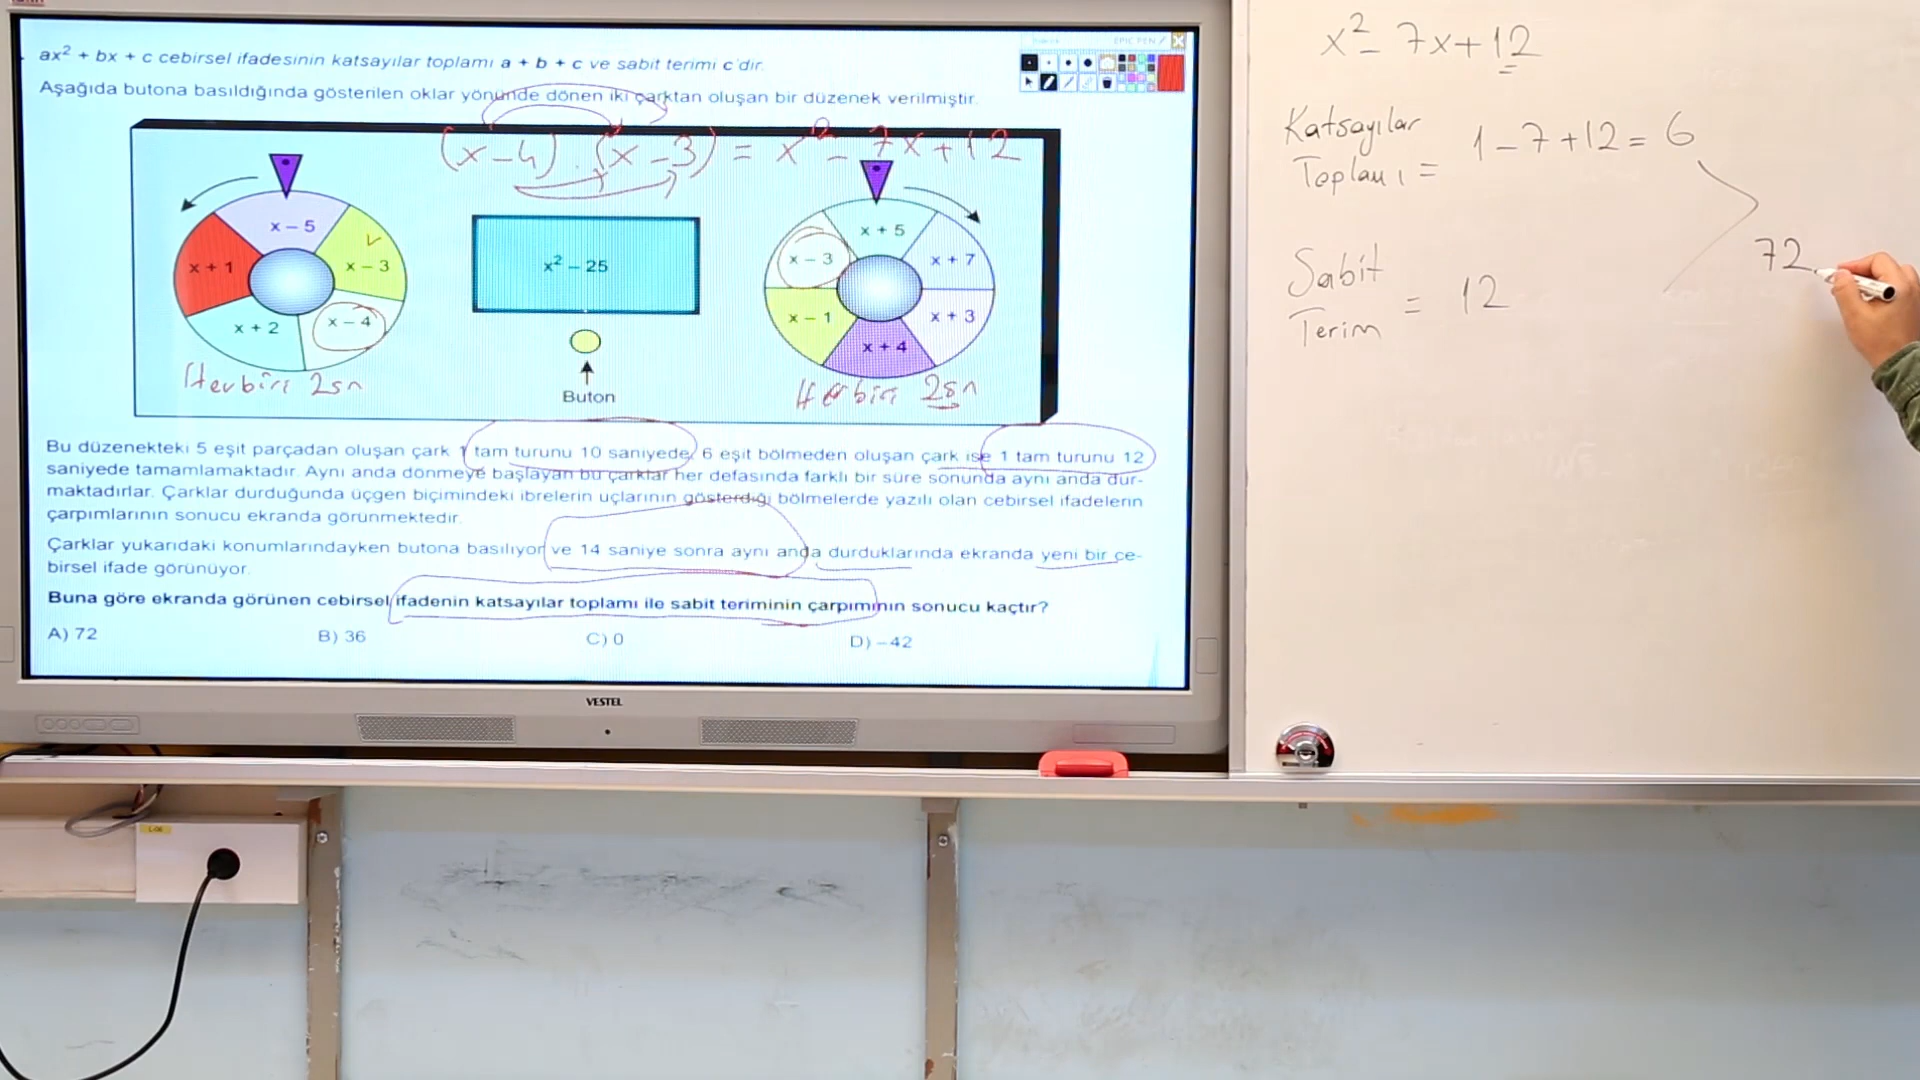 ax² + bx + c cebirsel ifadesinin katsayılar toplamı a + b + c ve sabit terimi c'dir.
Aşağıda butona basıldığında gösterilen oklar yönünde dönen iki çarktan oluşan bir düzenek verilmiştir.
EPIC PEN
(x-4).(x-3) = x²-7x+12
x – 5
x + 1
x – 3
x + 2
x – 4
x² – 25
Buton
x + 5
x – 3
x + 7
x – 1
x + 3
x + 4
Herbiri 2sn
Herbiri 2sn
Bu düzenekteki 5 eşit parçadan oluşan çark 1 tam turunu 10 saniyede, 6 eşit bölmeden oluşan çark ise 1 tam turunu 12
saniyede tamamlamaktadır. Aynı anda dönmeye başlayan bu çarklar her defasında farklı bir süre sonunda aynı anda dur-
maktadırlar. Çarklar durduğunda üçgen biçimindeki ibrelerin uçlarının gösterdiği bölmelerde yazılı olan cebirsel ifadelerin
çarpımlarının sonucu ekranda görünmektedir.
Çarklar yukarıdaki konumlarındayken butona basılıyor ve 14 saniye sonra aynı anda durduklarında ekranda yeni bir ce-
birsel ifade görünüyor.
Buna göre ekranda görünen cebirsel ifadenin katsayılar toplamı ile sabit teriminin çarpımının sonucu kaçtır?
A) 72
B) 36
C) 0
D) –42
VESTEL
x²-7x+12
Katsayılar
Toplamı = 1-7+12=6
Sabit
Terim = 12
72